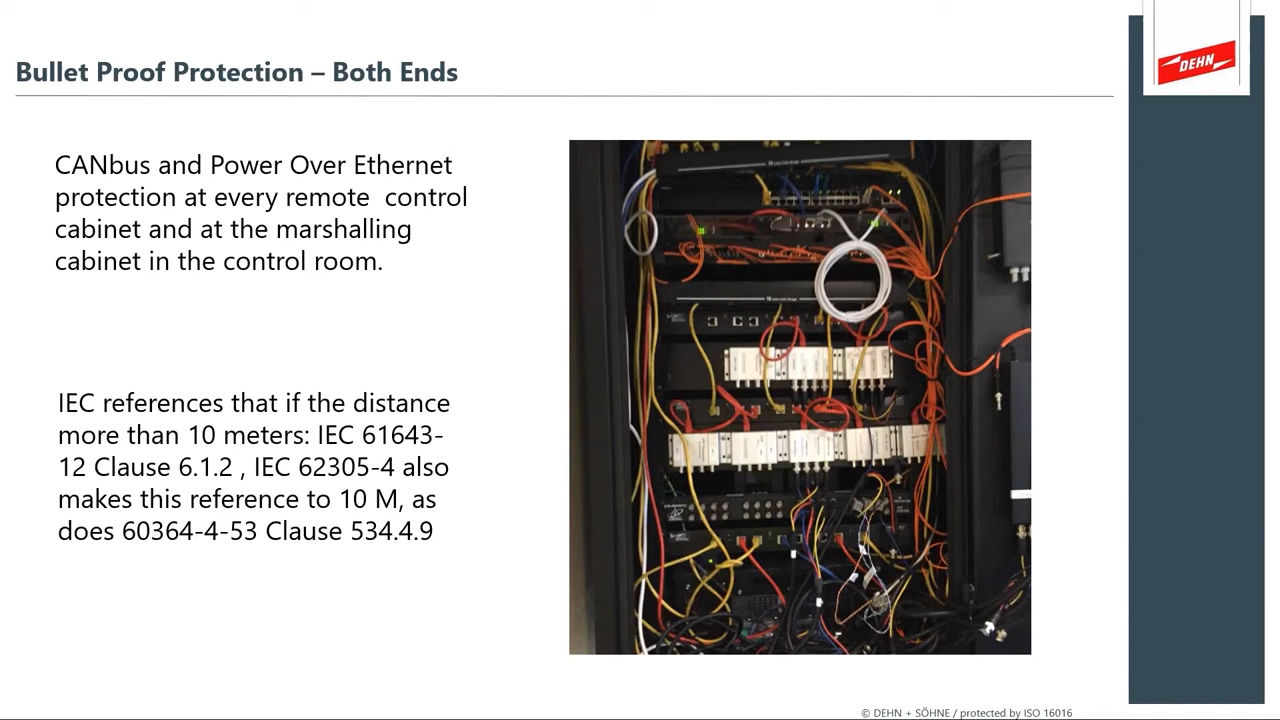 Bullet Proof Protection – Both Ends
DEHN
CANbus and Power Over Ethernet
protection at every remote  control
cabinet and at the marshalling
cabinet in the control room.
IEC references that if the distance
more than 10 meters: IEC 61643-
12 Clause 6.1.2 , IEC 62305-4 also
makes this reference to 10 M, as
does 60364-4-53 Clause 534.4.9
© DEHN + SÖHNE / protected by ISO 16016